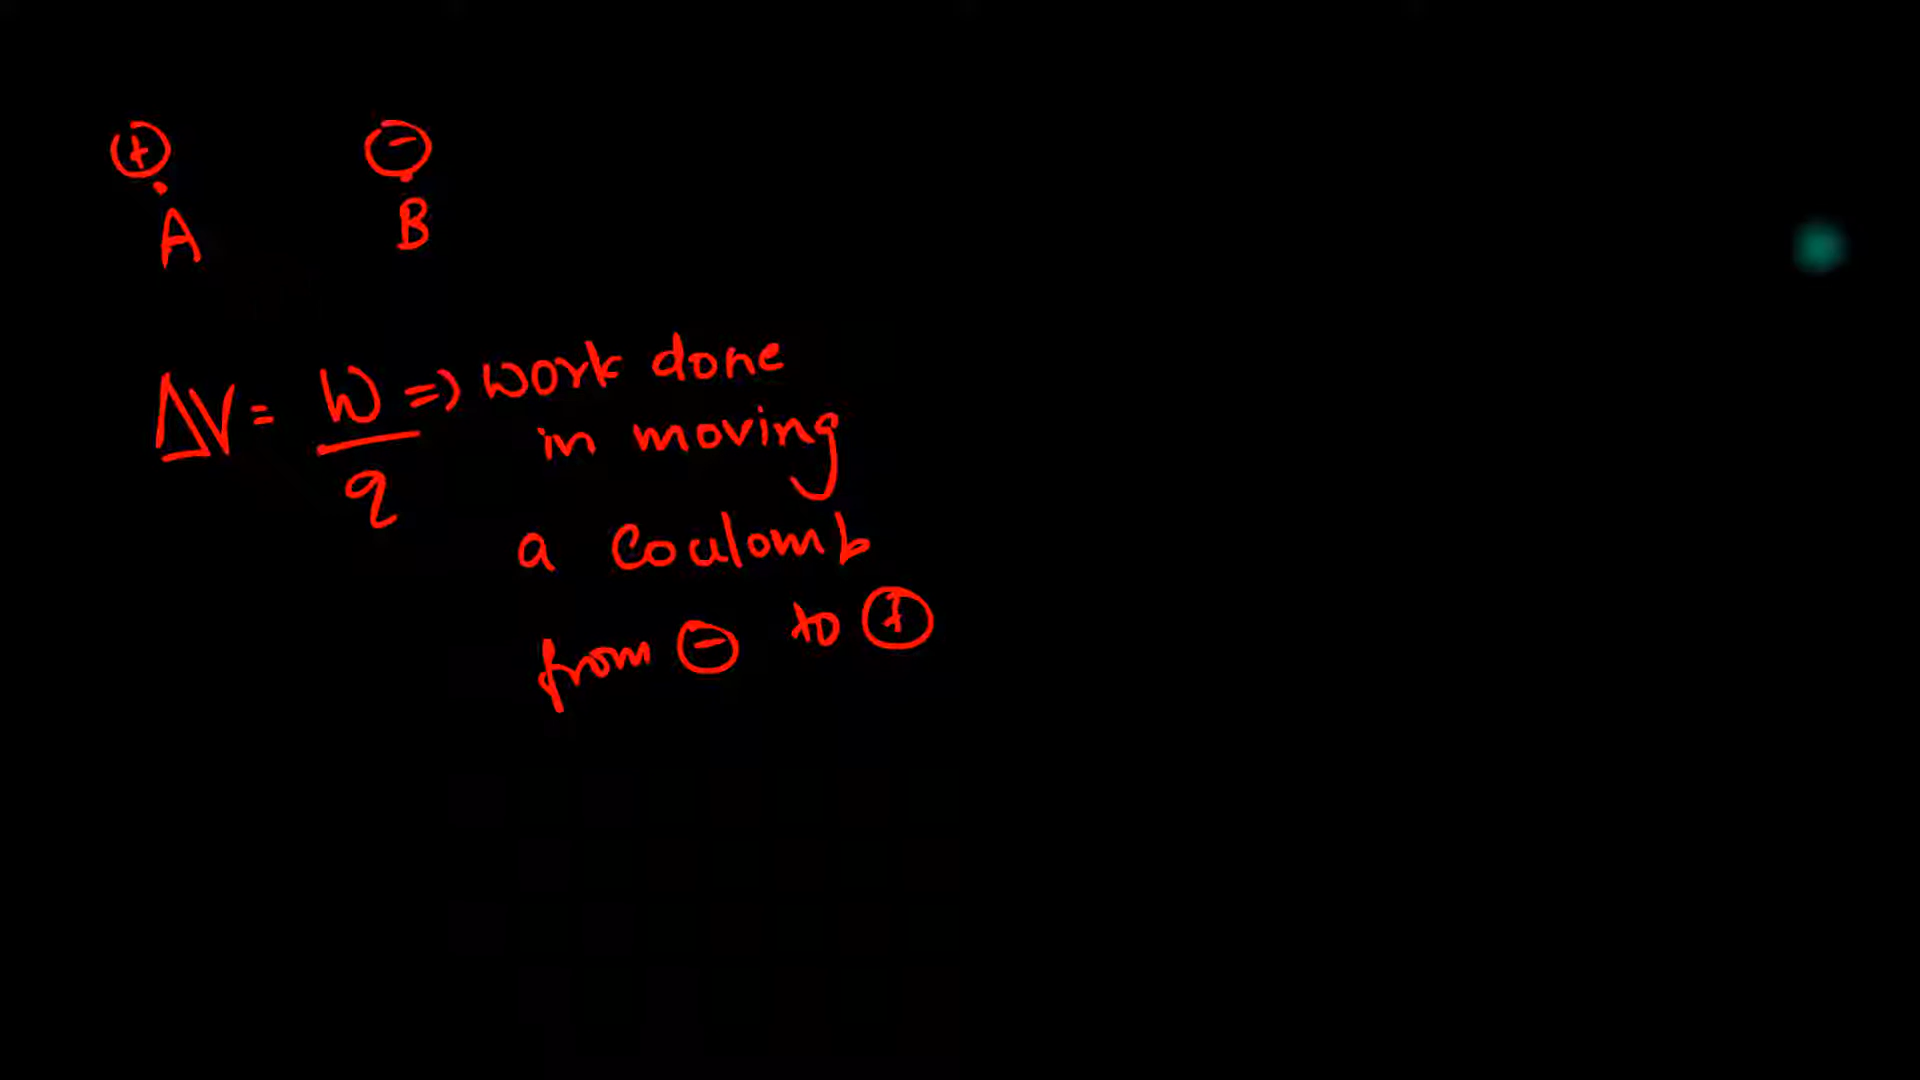 + −
A B
ΔV = W/q => work done
in moving
a coulomb
from − to +